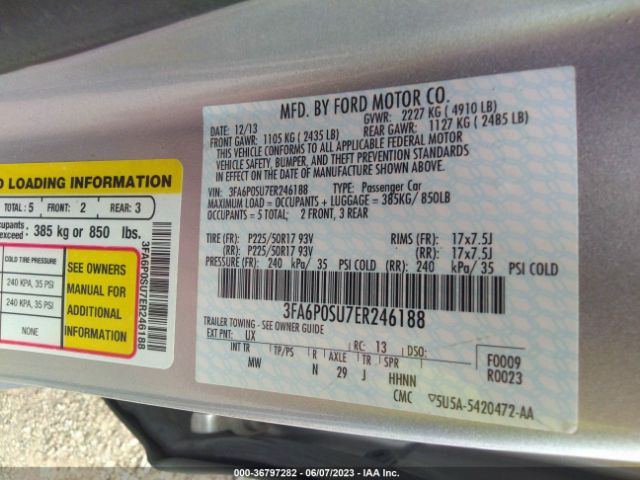 MFD. BY FORD MOTOR CO.
DATE: 12/13
GVWR: 2227 KG ( 4910 LB)
FRONT GAWR: 1105 KG ( 2435 LB)
REAR GAWR: 1127 KG ( 2485 LB)
THIS VEHICLE CONFORMS TO ALL APPLICABLE FEDERAL MOTOR
VEHICLE SAFETY, BUMPER, AND THEFT PREVENTION STANDARDS
IN EFFECT ON THE DATE OF MANUFACTURE SHOWN ABOVE.
VIN: 3FA6P0SU7ER246188 TYPE: Passenger Car
MAXIMUM LOAD = OCCUPANTS + LUGGAGE = 385KG/ 850LB
OCCUPANTS = 5 TOTAL; 2 FRONT, 3 REAR
TIRE (FR): P225/50R17 93V RIMS (FR): 17x7.5J
(RR): P225/50R17 93V (RR): 17x7.5J
PRESSURE (FR): 240 kPa/ 35 PSI COLD (RR): 240 kPa/ 35 PSI COLD
3FA6P0SU7ER246188
TRAILER TOWING - SEE OWNER GUIDE
EXT PNT: UX RC: 13 DSO:
INT TR TP/PS R AXLE TR SPR
MW N 29 J HHNN
F0009
R0023
CMC 5U5A-5420472-AA
D LOADING INFORMATION
TOTAL: 5 FRONT: 2 REAR: 3
upants
exceed: 385 kg or 850 lbs.
COLD TIRE PRESSURE
240 KPA, 35 PSI
240 KPA, 35 PSI
NONE
SEE OWNERS
MANUAL FOR
ADDITIONAL
INFORMATION
3FA6P0SU7ER246188
000-36797282 - 06/07/2023 - IAA Inc.